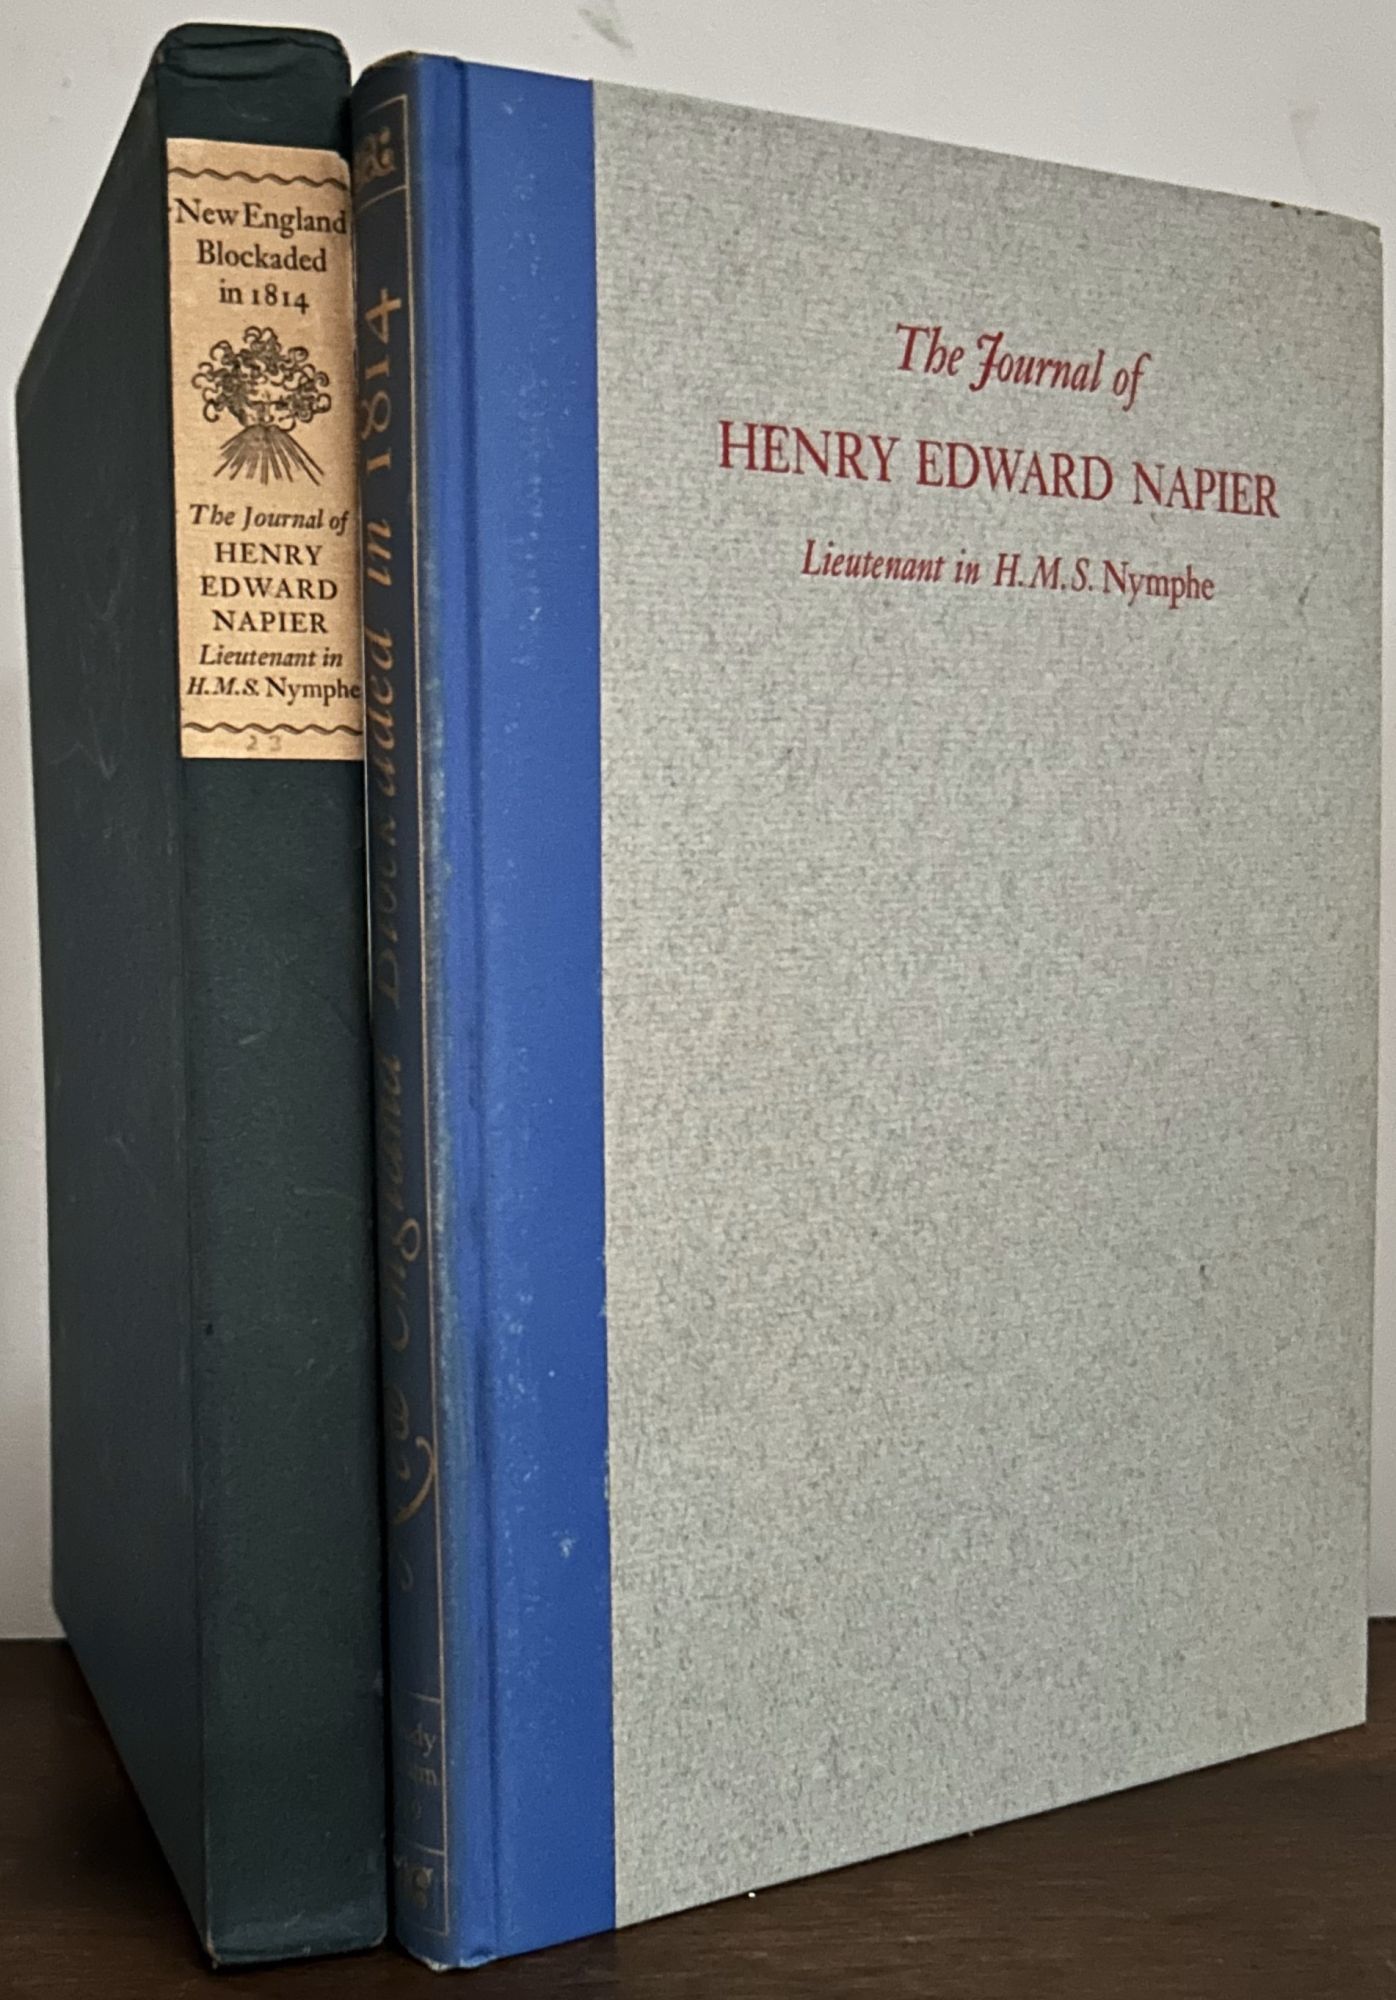 New England
Blockaded
in 1814
The Journal of
HENRY
EDWARD
NAPIER
Lieutenant in
H.M.S. Nymphe
23
New England Blockaded in 1814
The Journal of
HENRY EDWARD NAPIER
Lieutenant in H.M.S. Nymphe